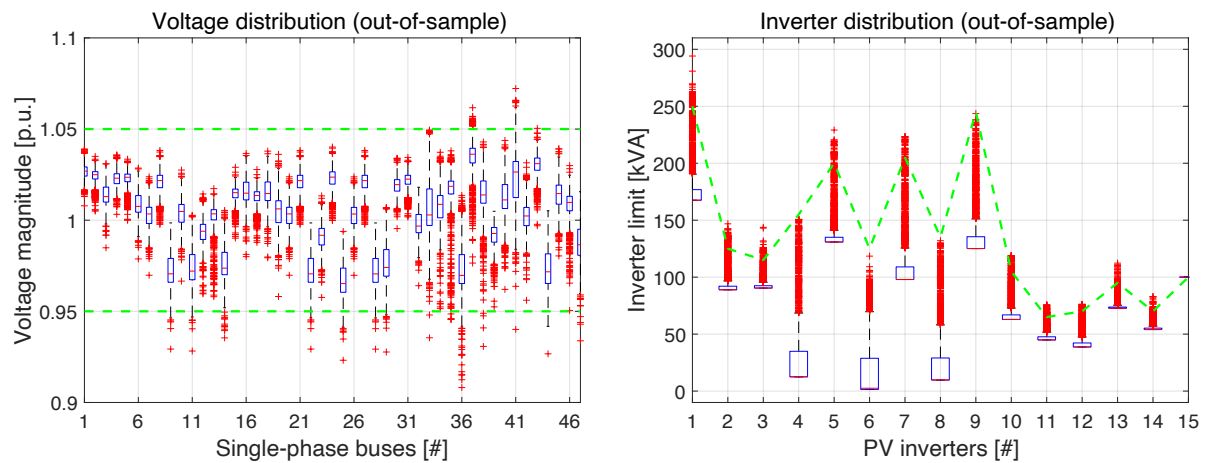 Voltage distribution (out-of-sample)
1.1
1.05
1
0.95
0.9
Voltage magnitude [p.u.]
1 6 11 16 21 26 31 36 41 46
Single-phase buses [#]
Inverter distribution (out-of-sample)
300
250
200
150
100
50
0
Inverter limit [kVA]
1 2 3 4 5 6 7 8 9 10 11 12 13 14 15
PV inverters [#]